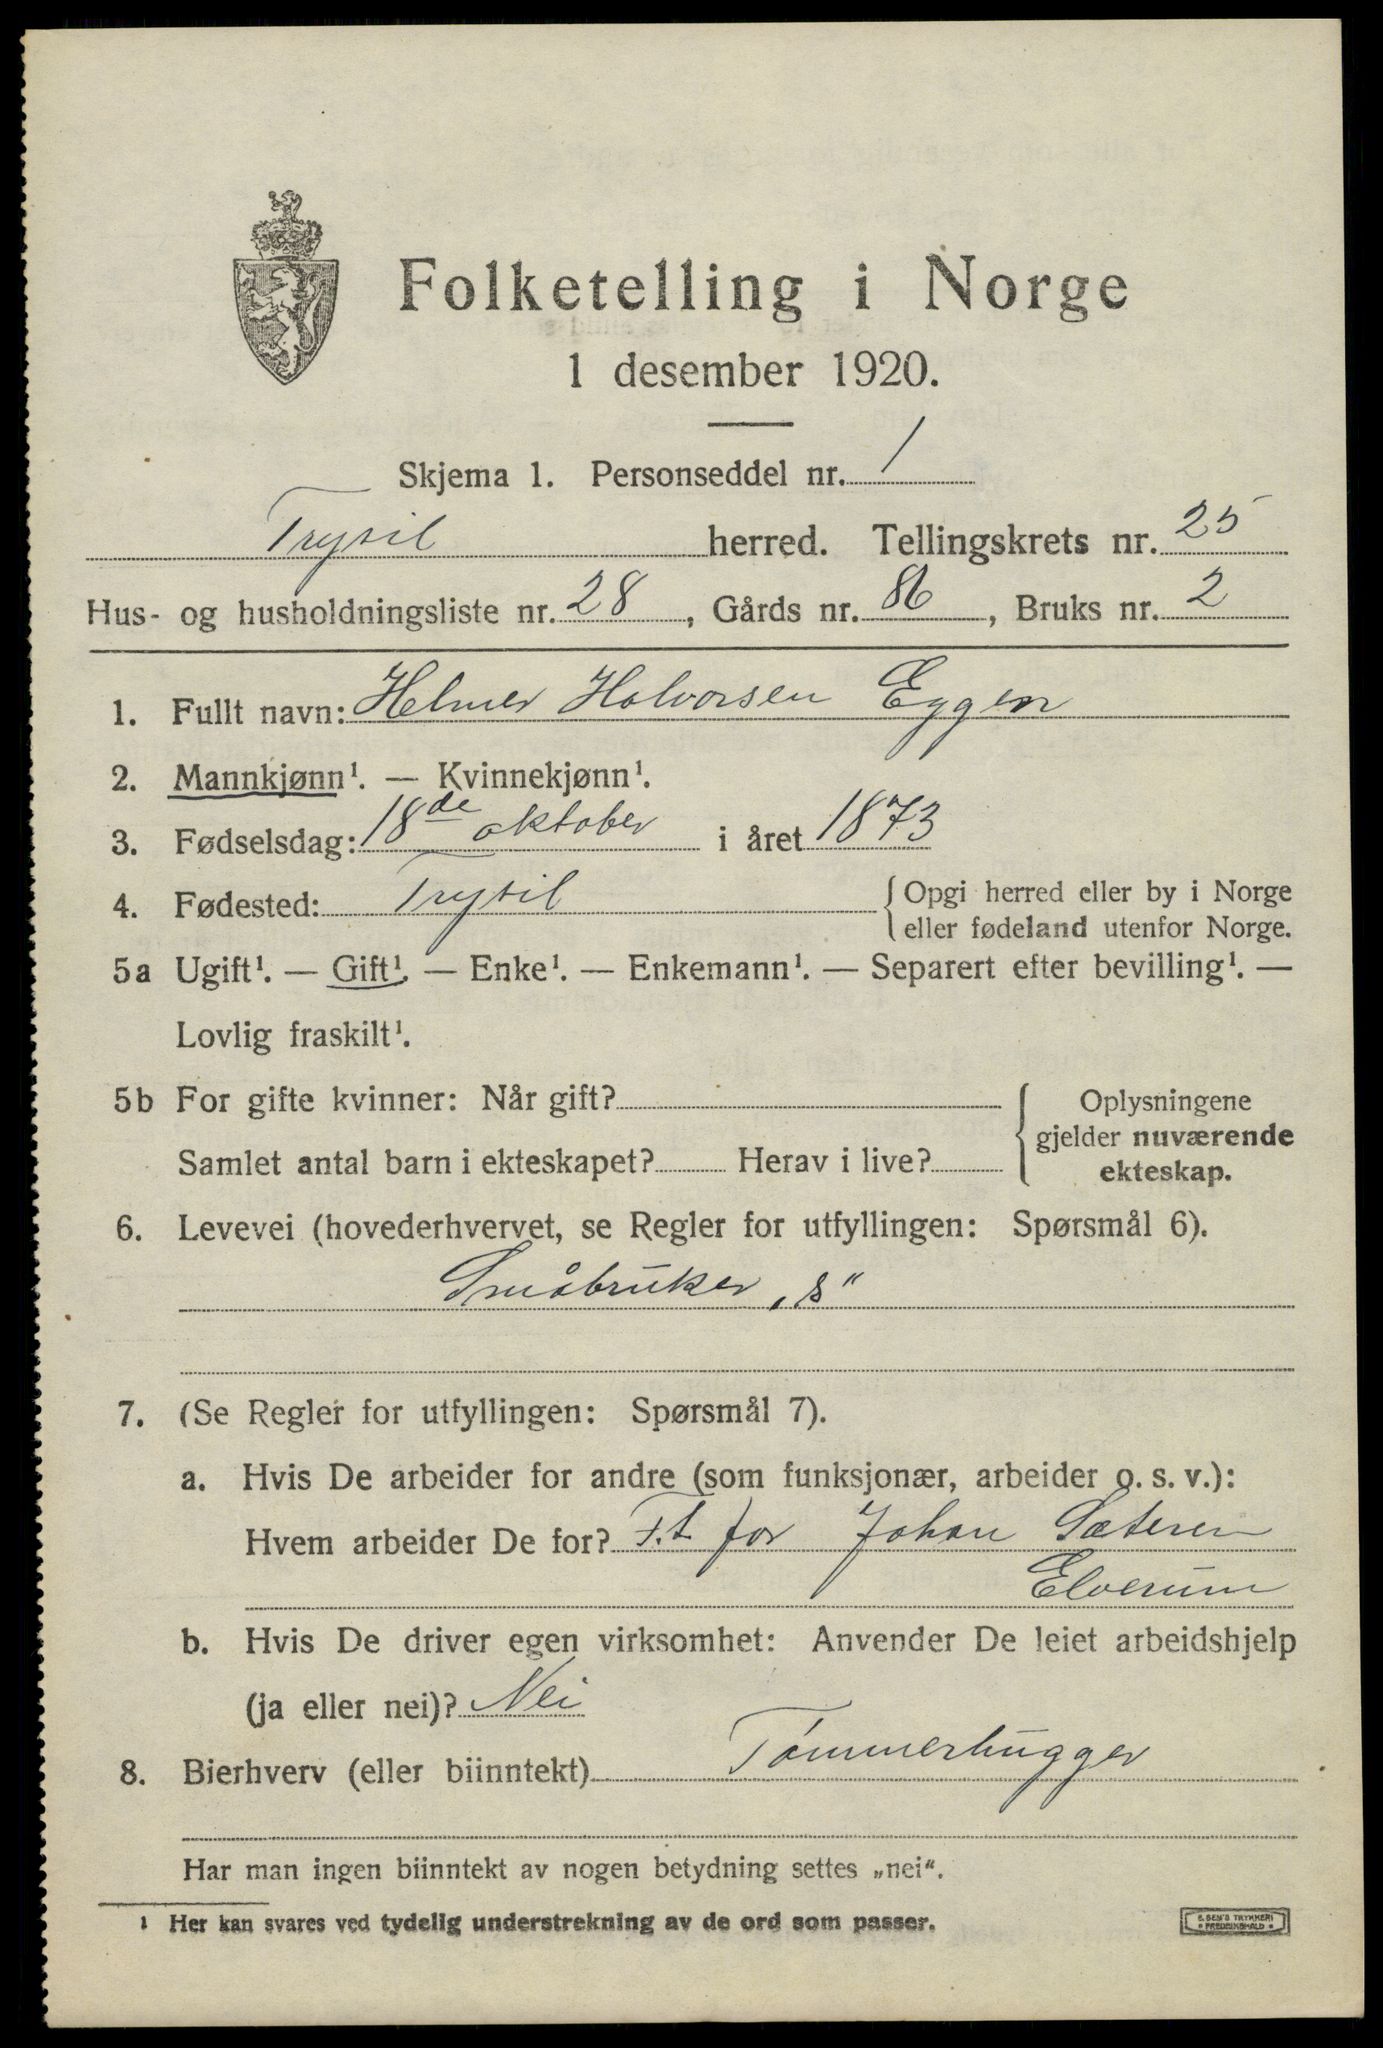 Folketelling i Norge
1 desember 1920.
Skjema 1. Personseddel nr. 1
Trysil herred. Tellingskrets nr. 25
Hus- og husholdningsliste nr. 28, Gårds nr. 86, Bruks nr. 2
1. Fullt navn: Helmer Halvorsen Eggen
2. Mannkjønn¹. — Kvinnekjønn¹.
3. Fødselsdag: 18de oktober i året 1873
4. Fødested: Trysil { Opgi herred eller by i Norge
eller fødeland utenfor Norge.
5a Ugift¹. — Gift¹. — Enke¹. — Enkemann¹. — Separert efter bevilling¹. —
Lovlig fraskilt¹.
5b For gifte kvinner: Når gift?
Samlet antal barn i ekteskapet? Herav i live?
Oplysningene
gjelder nuværende
ekteskap.
6. Levevei (hovederhvervet, se Regler for utfyllingen: Spørsmål 6).
Småbruker „s“
7. (Se Regler for utfyllingen: Spørsmål 7).
a. Hvis De arbeider for andre (som funksjonær, arbeider o. s. v.):
Hvem arbeider De for? F.t. for Johan Sæteren
Elverum
b. Hvis De driver egen virksomhet: Anvender De leiet arbeidshjelp
(ja eller nei)? Nei
8. Bierhverv (eller biinntekt) Tømmerhugger
Har man ingen biinntekt av nogen betydning settes „nei“.
¹ Her kan svares ved tydelig understrekning av de ord som passer.
E. SEM'S TRYKKERI
FREDRIKSHALD